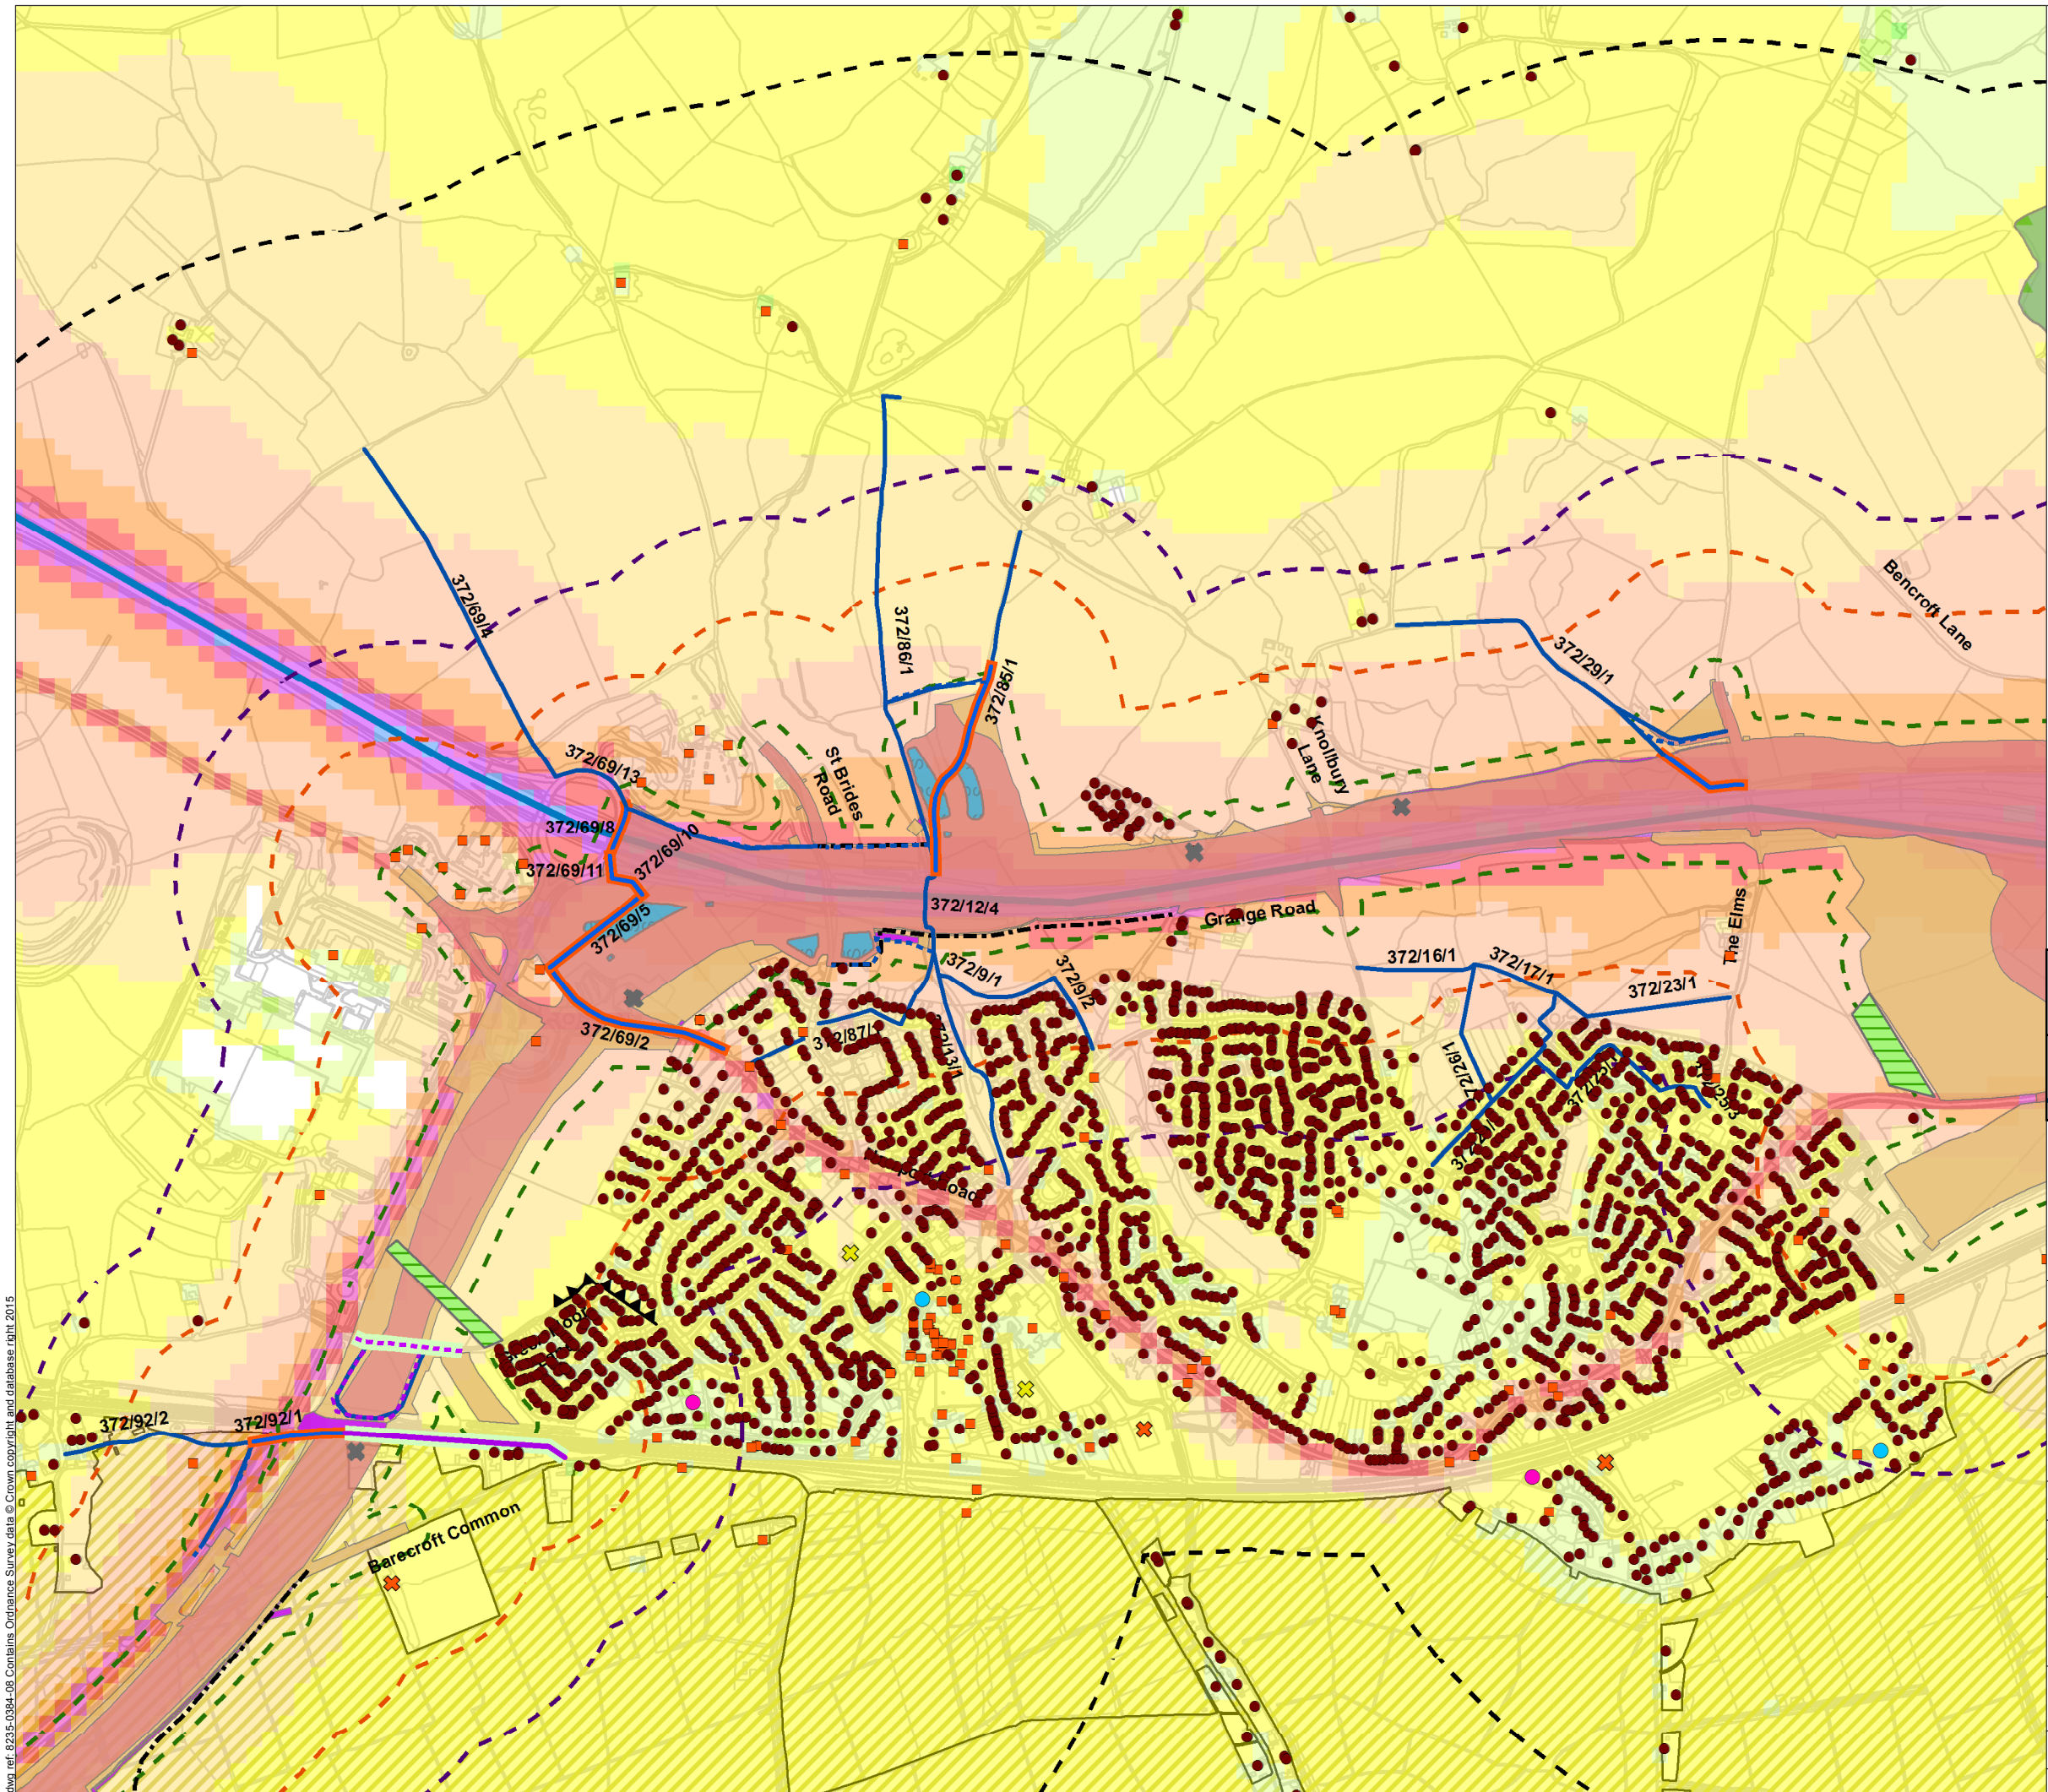 Bencroft Lane
372/69/4
372/86/1
372/29/1
372/85/1
Knollbury
Lane
372/69/13
St Brides
Road
372/69/8
372/69/10
372/69/11
372/12/4
Grange Road
372/69/5
The Elms
372/16/1
372/17/1
372/9/1
372/9/2
372/23/1
372/69/2
372/26/1
Road
372/92/2
372/92/1
Barecroft Common
dwg ref: 8235-0384-08 Contains Ordnance Survey data © Crown copyright and database right 2015